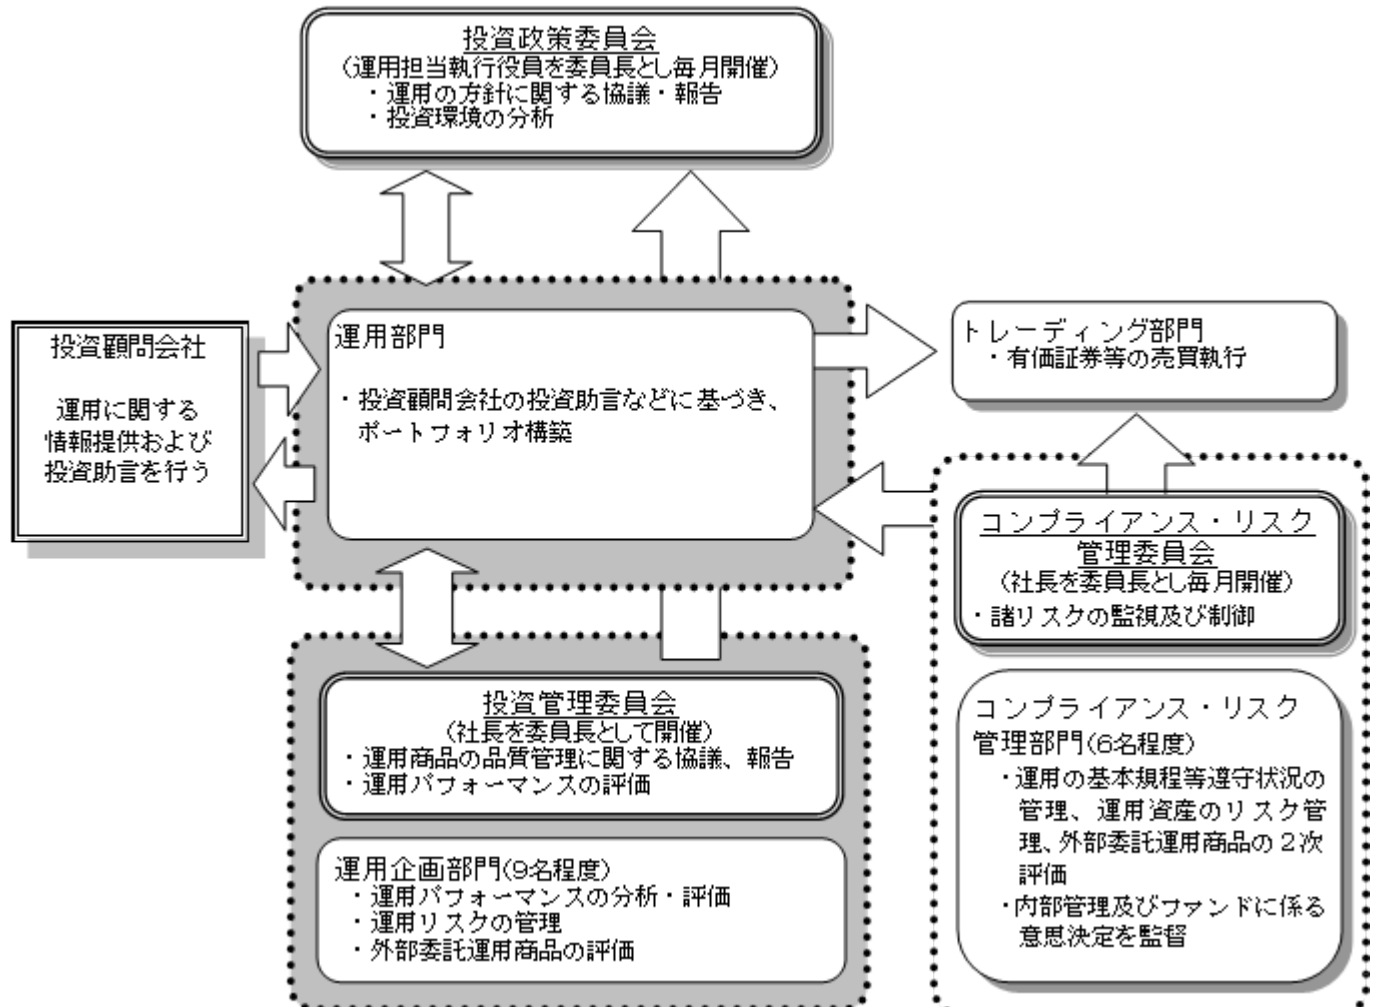 投資政策委員会
(運用担当執行役員を委員長とし毎月開催)
・運用の方針に関する協議・報告
・投資環境の分析
投資顧問会社
運用に関する
情報提供および
投資助言を行う
運用部門
・投資顧問会社の投資助言などに基づき、
ポートフォリオ構築
トレーディング部門
・有価証券等の売買執行
コンプライアンス・リスク
管理委員会
(社長を委員長とし毎月開催)
・諸リスクの監視及び制御
コンプライアンス・リスク
管理部門(6名程度)
・運用の基本規程等遵守状況の
管理、運用資産のリスク管
理、外部委託運用商品の2次
評価
・内部管理及びファンドに係る
意思決定を監督
投資管理委員会
(社長を委員長として開催)
・運用商品の品質管理に関する協議、報告
・運用パフォーマンスの評価
運用企画部門(9名程度)
・運用パフォーマンスの分析・評価
・運用リスクの管理
・外部委託運用商品の評価